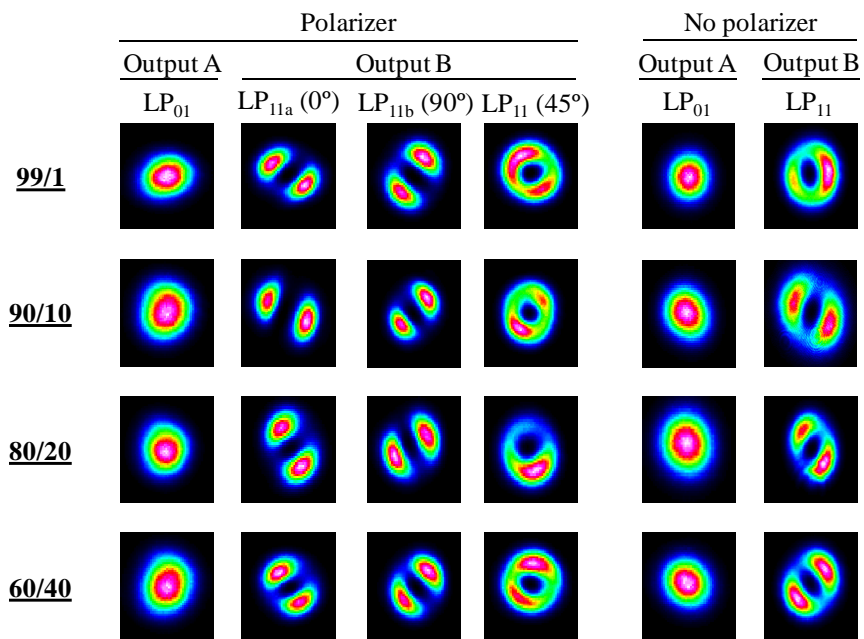 Polarizer No polarizer
Output A Output B Output A Output B
LP01 LP11a (0º) LP11b (90º) LP11 (45º) LP01 LP11
99/1
90/10
80/20
60/40